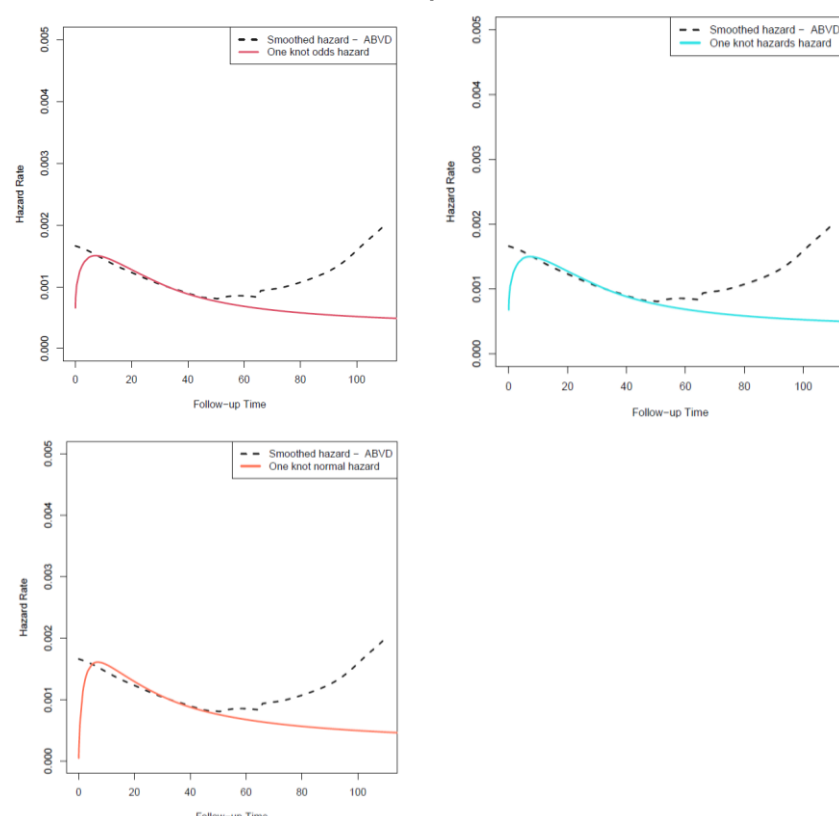 Smoothed hazard – ABVD
One knot odds hazard
Hazard Rate
0.005
0.004
0.003
0.002
0.001
0.000
0 20 40 60 80 100
Follow−up Time
Smoothed hazard – ABVD
One knot hazards hazard
Hazard Rate
0.005
0.004
0.003
0.002
0.001
0.000
0 20 40 60 80 100
Follow−up Time
Smoothed hazard – ABVD
One knot normal hazard
Hazard Rate
0.005
0.004
0.003
0.002
0.001
0.000
0 20 40 60 80 100
Follow−up Time